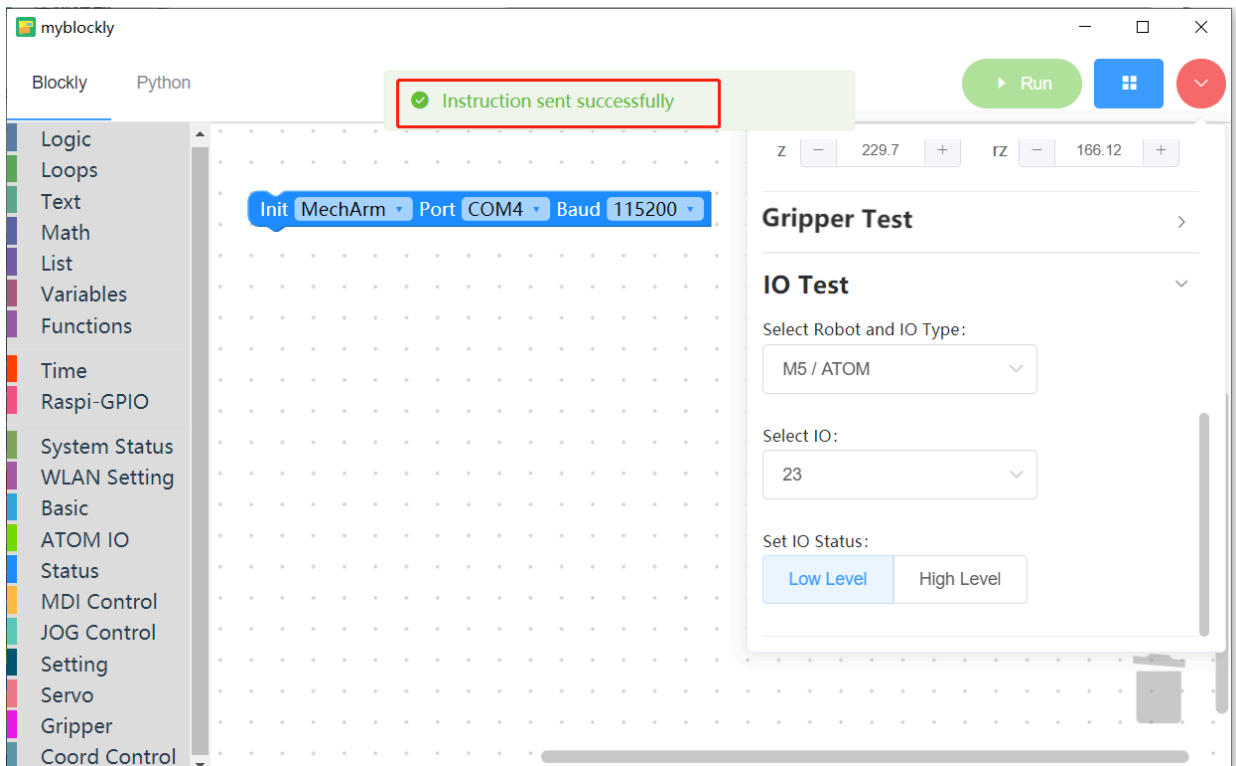 myblockly
Blockly Python
Instruction sent successfully
Run
Logic
Loops
Text
Math
List
Variables
Functions
Time
Raspi-GPIO
System Status
WLAN Setting
Basic
ATOM IO
Status
MDI Control
JOG Control
Setting
Servo
Gripper
Coord Control
Init MechArm Port COM4 Baud 115200
z − 229.7 + rz − 166.12 +
Gripper Test
IO Test
Select Robot and IO Type:
M5 / ATOM
Select IO:
23
Set IO Status:
Low Level High Level